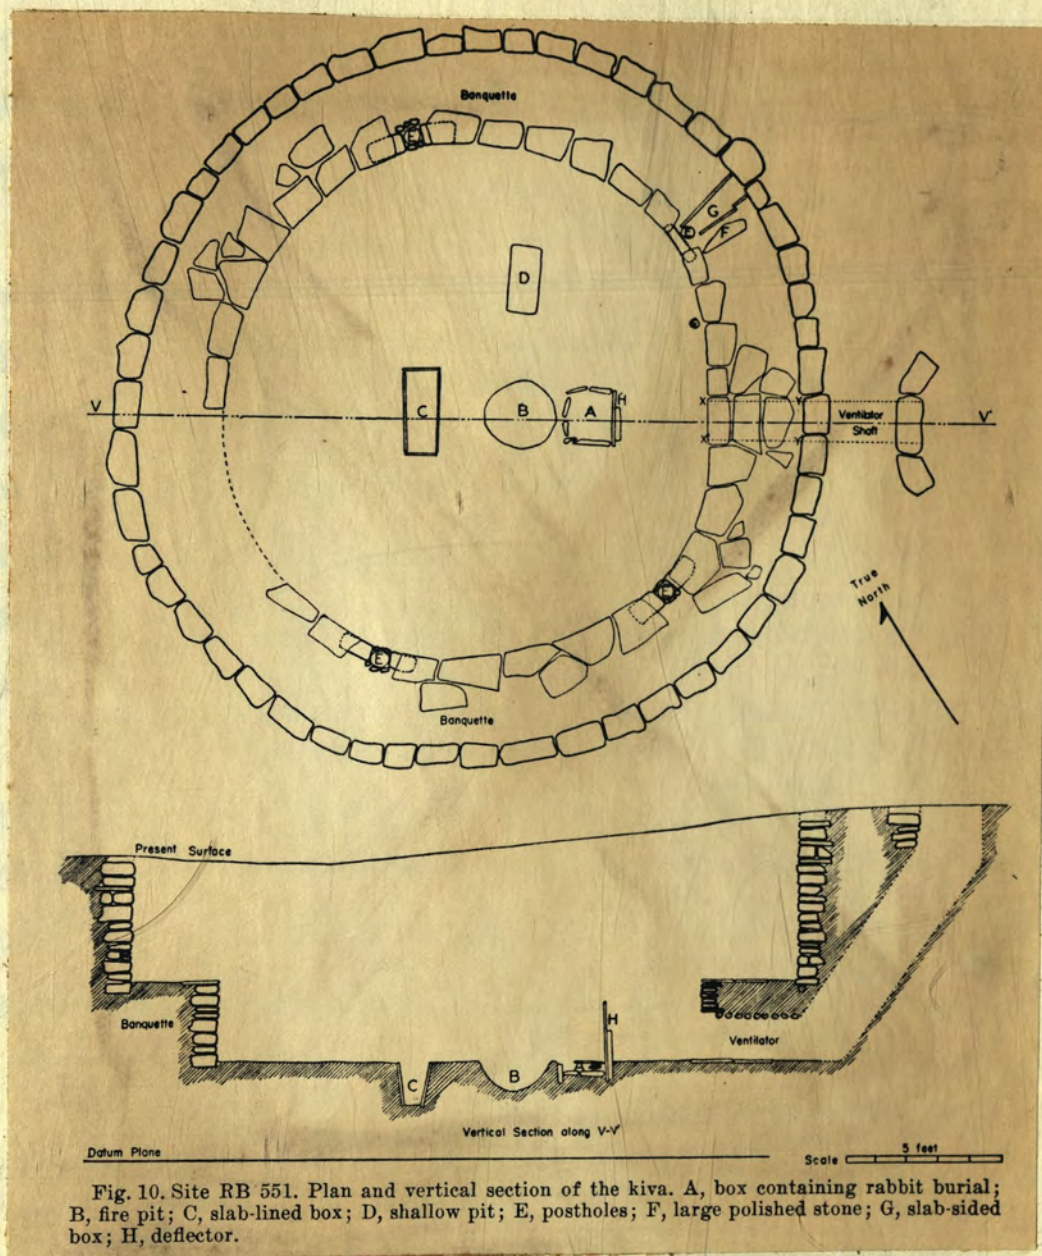 Banquette
E
G
E
F
D
V
C
B
A
H
X
X
Ventilator
Shaft
V'
X
X
True
North
E
E
Banquette
Present Surface
Banquette
H
Ventilator
C
B
Vertical Section along V-V'
Datum Plane
Scale
5 feet
Fig. 10. Site RB 551. Plan and vertical section of the kiva. A, box containing rabbit burial;
B, fire pit; C, slab-lined box; D, shallow pit; E, postholes; F, large polished stone; G, slab-sided
box; H, deflector.